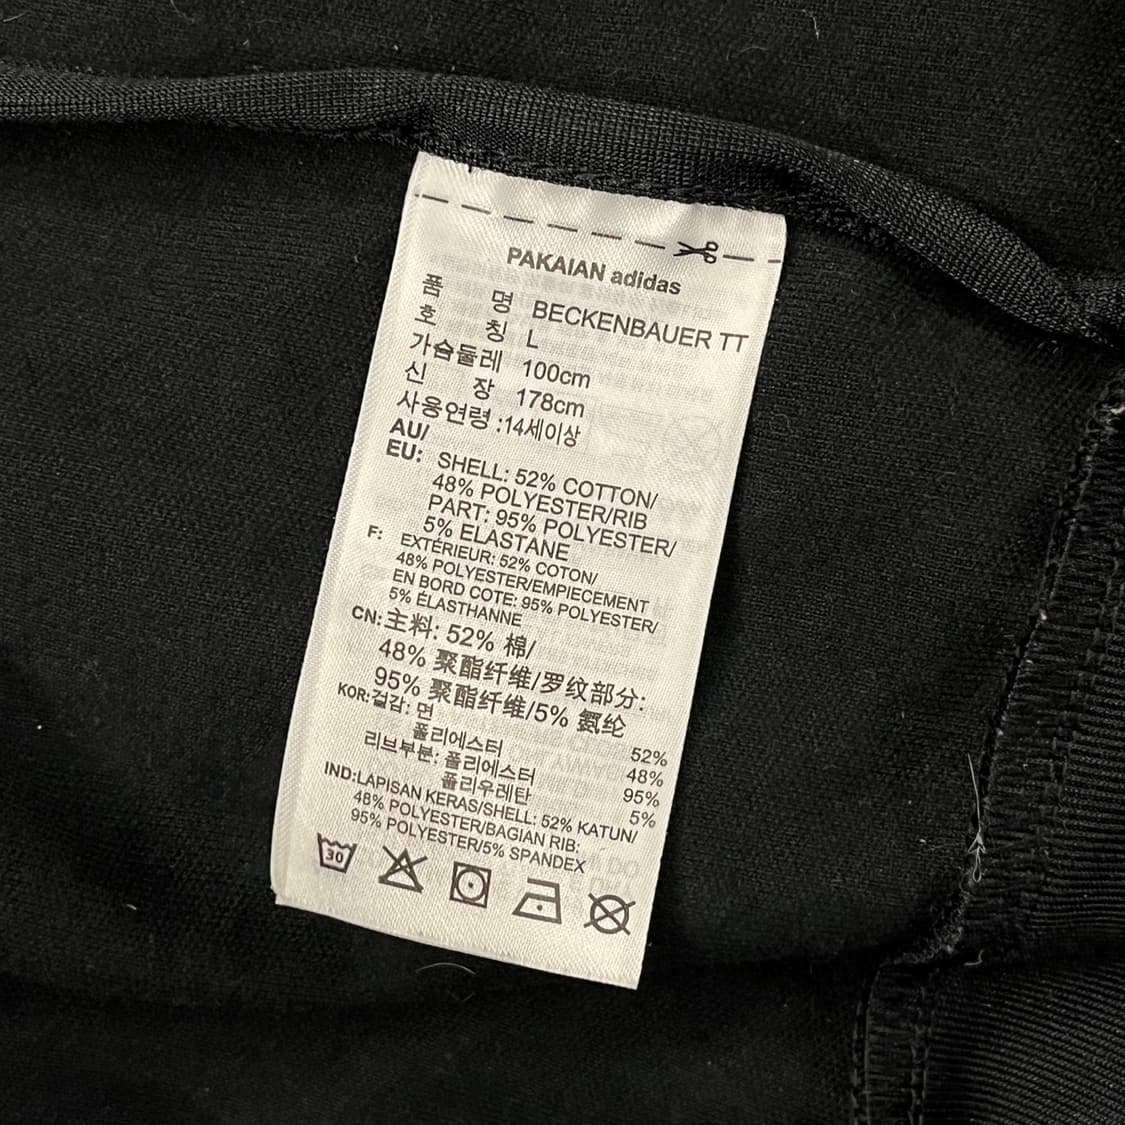 PAKAIAN adidas
품 명 BECKENBAUER TT
호 칭 L
가슴둘레 100cm
신 장 178cm
사용연령 :14세이상
AU/
EU: SHELL: 52% COTTON/
48% POLYESTER/RIB
PART: 95% POLYESTER/
5% ELASTANE
F: EXTÉRIEUR: 52% COTON/
48% POLYESTER/EMPIECEMENT
EN BORD COTE: 95% POLYESTER/
5% ÉLASTHANNE
CN: 主料: 52% 棉/
48% 聚酯纤维/罗纹部分:
95% 聚酯纤维/5% 氨纶
KOR: 겉감: 면 52%
폴리에스터 48%
리브부분: 폴리에스터 95%
폴리우레탄 5%
IND:LAPISAN KERAS/SHELL: 52% KATUN/
48% POLYESTER/BAGIAN RIB:
95% POLYESTER/5% SPANDEX
30